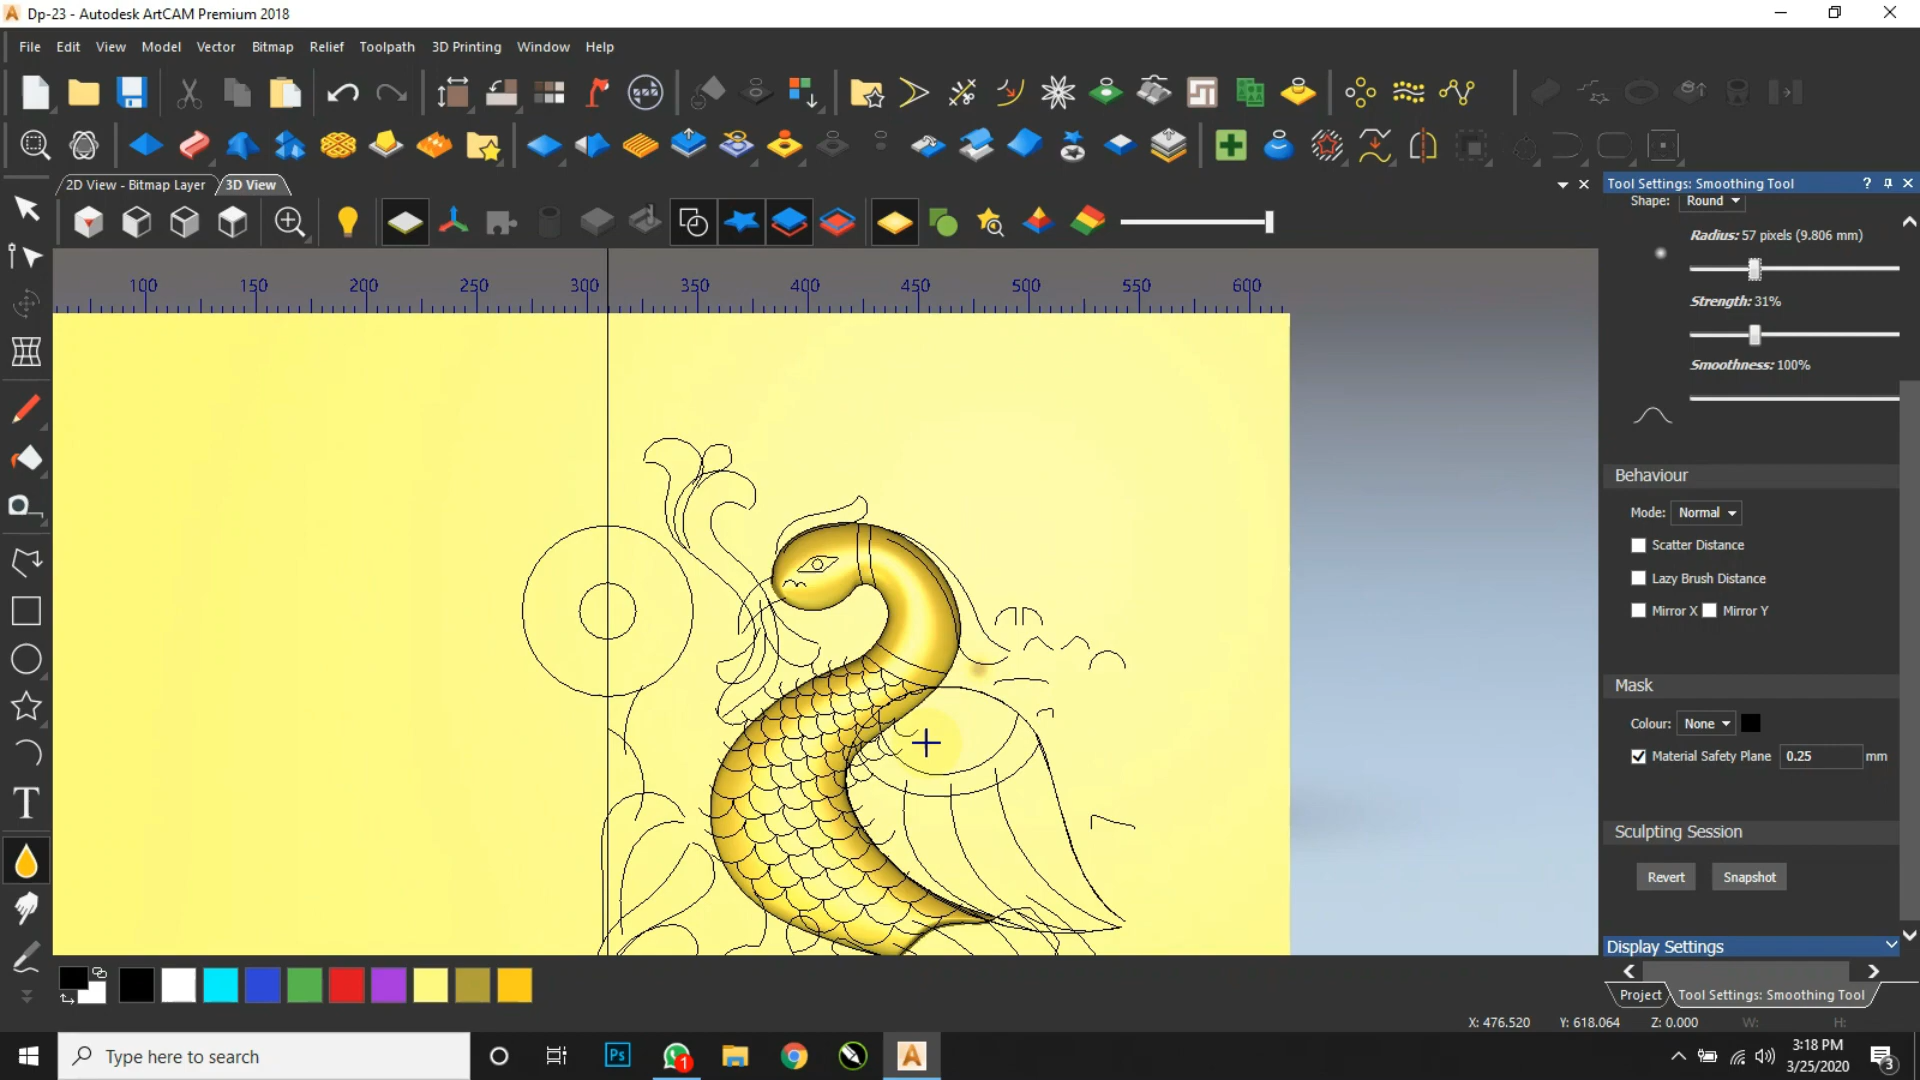 Dp-23 - Autodesk ArtCAM Premium 2018
File Edit View Model Vector Bitmap Relief Toolpath 3D Printing Window Help
2D View - Bitmap Layer 3D View
Tool Settings: Smoothing Tool
Shape: Round
Radius: 57 pixels (9.806 mm)
Strength: 31%
Smoothness: 100%
100 150 200 250 300 350 400 450 500 550 600
Behaviour
Mode: Normal
Scatter Distance
Lazy Brush Distance
Mirror X Mirror Y
Mask
Colour: None
Material Safety Plane 0.25 mm
Sculpting Session
Revert Snapshot
Display Settings
Project Tool Settings: Smoothing Tool
X: 476.520 Y: 618.064 Z: 0.000 W: H:
Type here to search
Ps
1
3:18 PM
3/25/2020
3